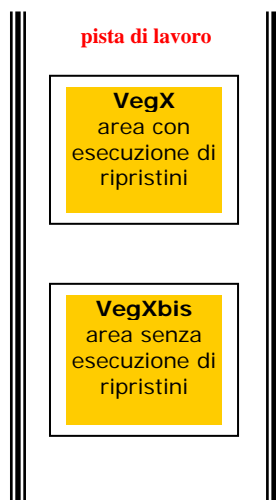 pista di lavoro
VegX
area con
esecuzione di
ripristini
VegXbis
area senza
esecuzione di
ripristini